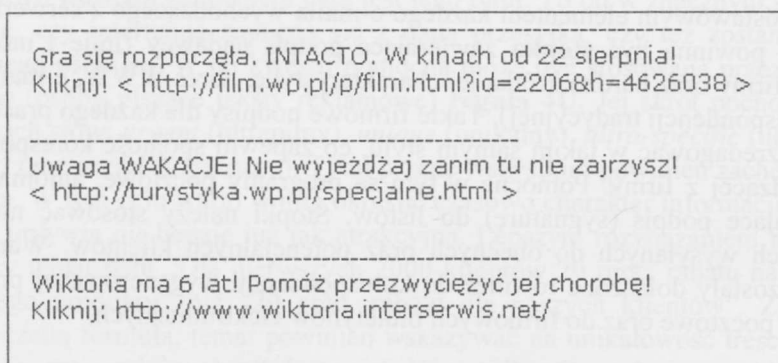 Gra się rozpoczęła. INTACTO. W kinach od 22 sierpnia!
Kliknij! < http://film.wp.pl/p/film.html?id=2206&h=4626038 >
Uwaga WAKACJE! Nie wyjeżdżaj zanim tu nie zajrzysz!
< http://turystyka.wp.pl/specjalne.html >
Wiktoria ma 6 lat! Pomóż przezwyciężyć jej chorobę!
Kliknij: http://www.wiktoria.interserwis.net/